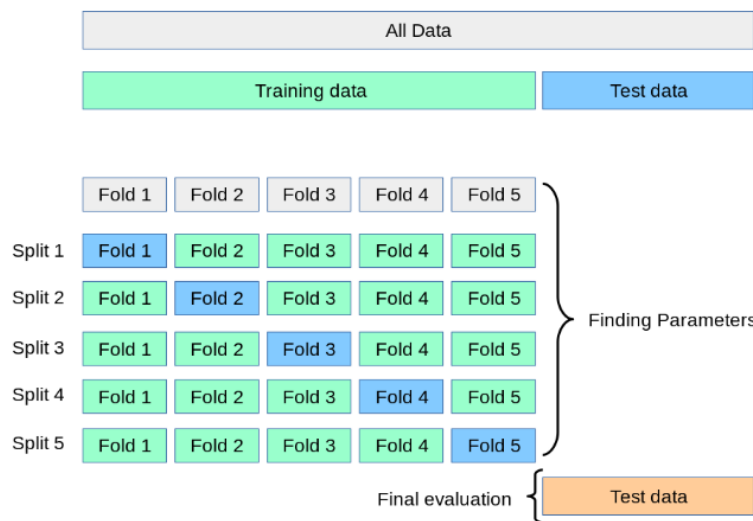 All Data
Training data Test data
Fold 1 Fold 2 Fold 3 Fold 4 Fold 5
Split 1 Fold 1 Fold 2 Fold 3 Fold 4 Fold 5
Split 2 Fold 1 Fold 2 Fold 3 Fold 4 Fold 5
Finding Parameters
Split 3 Fold 1 Fold 2 Fold 3 Fold 4 Fold 5
Split 4 Fold 1 Fold 2 Fold 3 Fold 4 Fold 5
Split 5 Fold 1 Fold 2 Fold 3 Fold 4 Fold 5
Final evaluation Test data